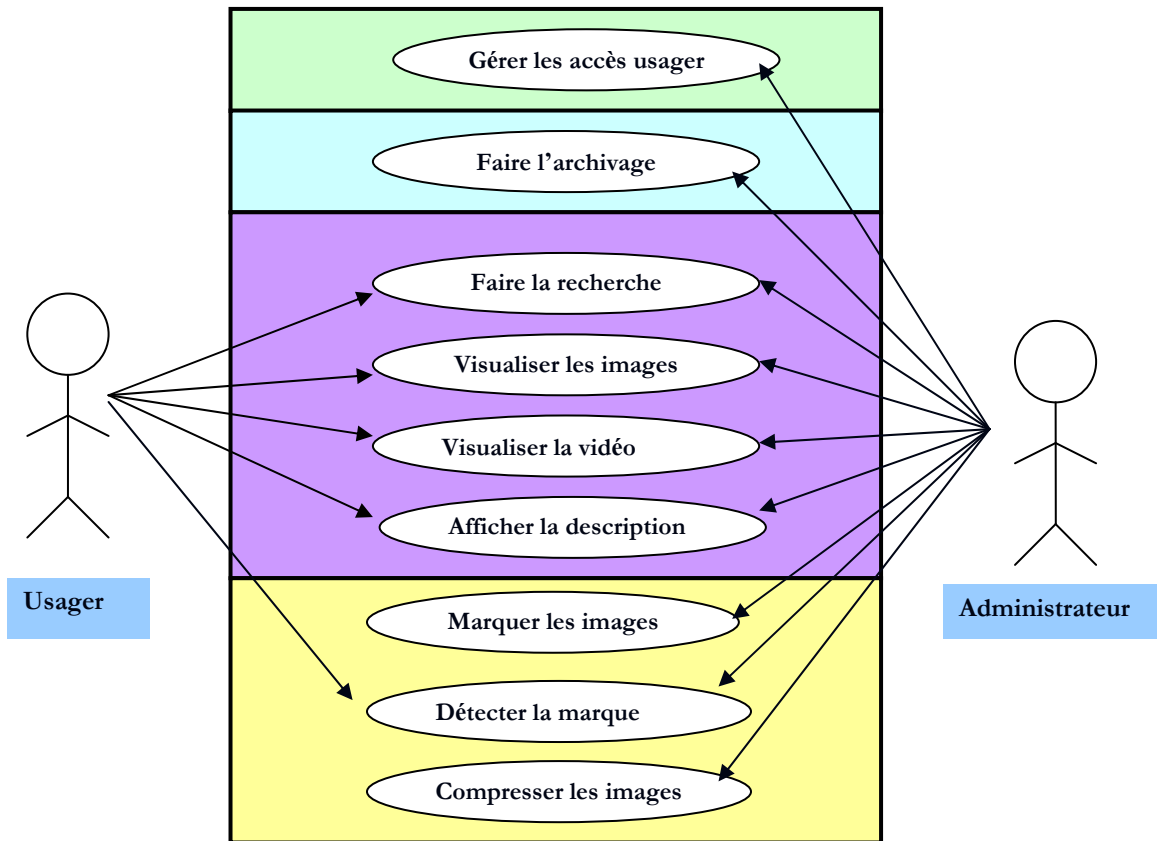 Gérer les accès usager
Faire l'archivage
Faire la recherche
Visualiser les images
Visualiser la vidéo
Afficher la description
Usager
Administrateur
Marquer les images
Détecter la marque
Compresser les images